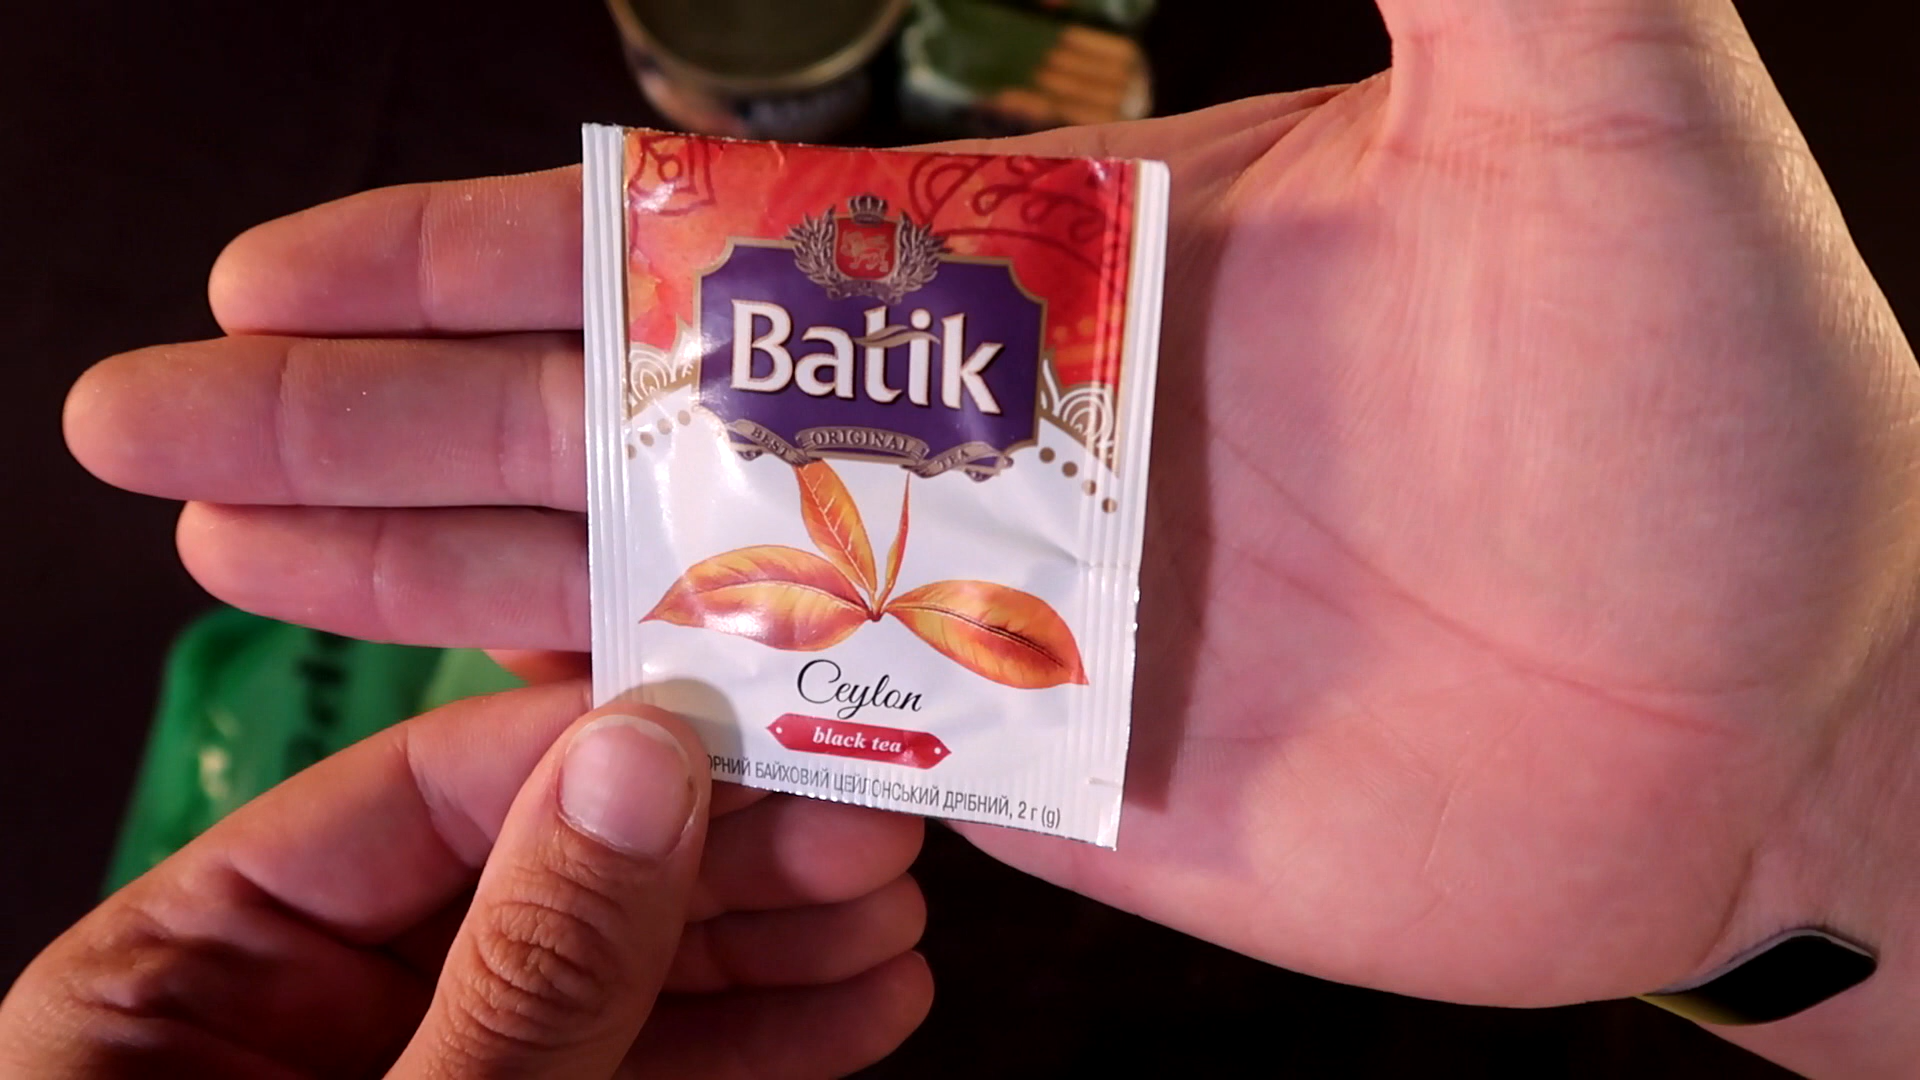 Batik
BEST ORIGINAL TEA
Ceylon
black tea
ОРНИЙ БАЙХОВИЙ ЦЕЙЛОНСЬКИЙ ДРІБНИЙ, 2 г (g)